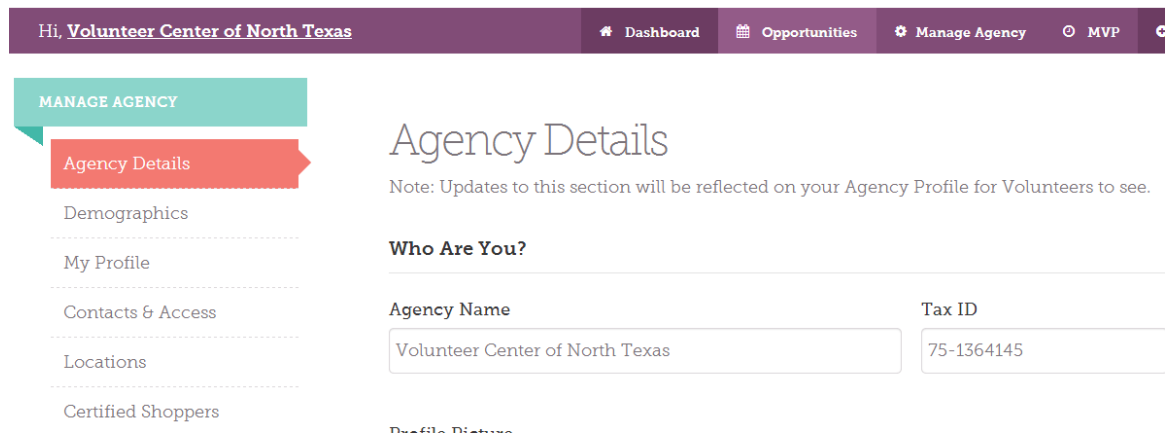 Hi, Volunteer Center of North Texas
Dashboard
Opportunities
Manage Agency
MVP
MANAGE AGENCY
Agency Details
Demographics
My Profile
Contacts & Access
Locations
Certified Shoppers
Agency Details
Note: Updates to this section will be reflected on your Agency Profile for Volunteers to see.
Who Are You?
Agency Name
Volunteer Center of North Texas
Tax ID
75-1364145
Profile Picture